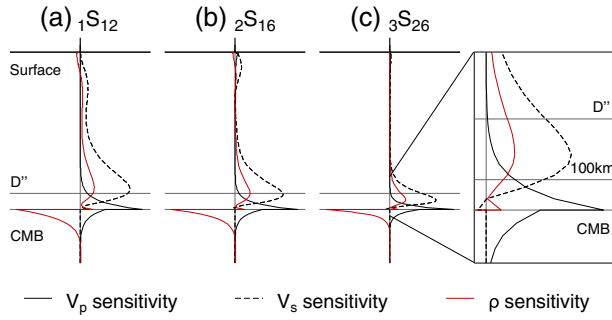 (a) ₁S₁₂ (b) ₂S₁₆ (c) ₃S₂₆
Surface
D''
100km
D''
CMB
CMB
Vₚ sensitivity Vₛ sensitivity ρ sensitivity